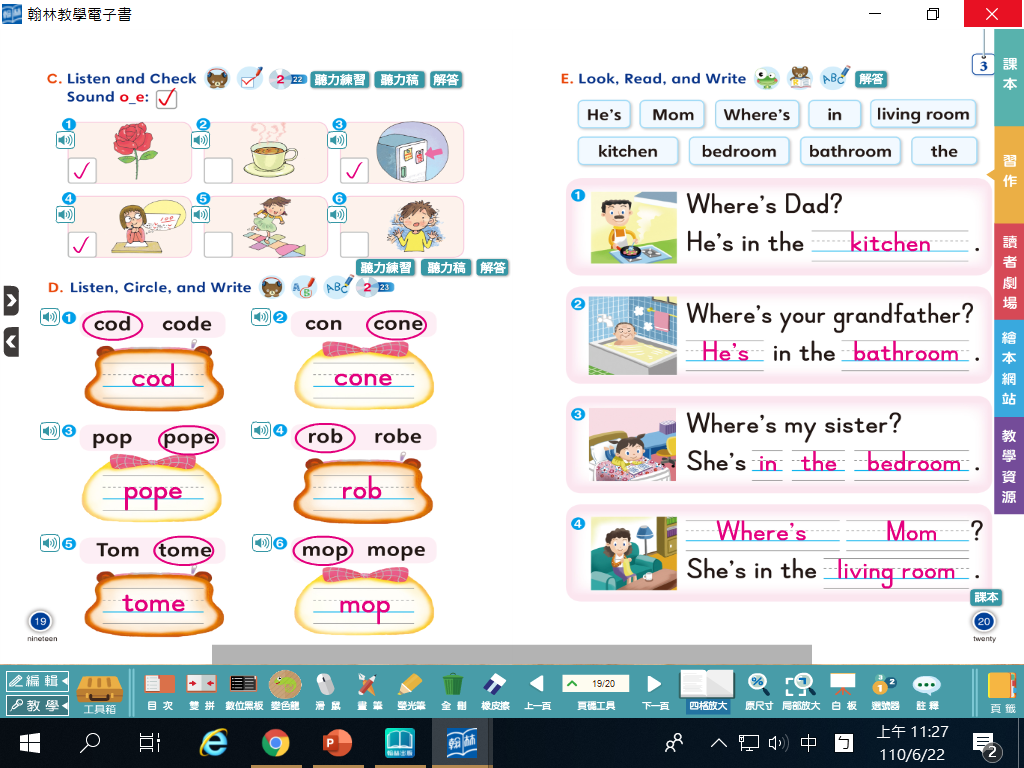 翰林教學電子書
C. Listen and Check 2 22 聽力練習 聽力稿 解答
Sound o_e:
1 2 3
4 5 6
聽力練習 聽力稿 解答
D. Listen, Circle, and Write ABC 2 23
1 cod code
cod
2 con cone
cone
3 pop pope
pope
4 rob robe
rob
5 Tom tome
tome
6 mop mope
mop
19
nineteen
E. Look, Read, and Write ABC 解答
3
He's Mom Where's in living room
kitchen bedroom bathroom the
1 Where's Dad?
He's in the kitchen .
2 Where's your grandfather?
He's in the bathroom .
3 Where's my sister?
She's in the bedroom .
4 Where's Mom ?
She's in the living room .
課本
20
twenty
課本
習作
讀者劇場
繪本網站
教學資源
編輯
教學
工具箱 目次 雙拼 數位黑板 變色龍 滑鼠 畫筆 螢光筆 全刪 橡皮擦 上一頁 19/20 頁碼工具 下一頁 四格放大 原尺寸 局部放大 白板 選號器 註釋 頁籤
中 上午 11:27
110/6/22 2